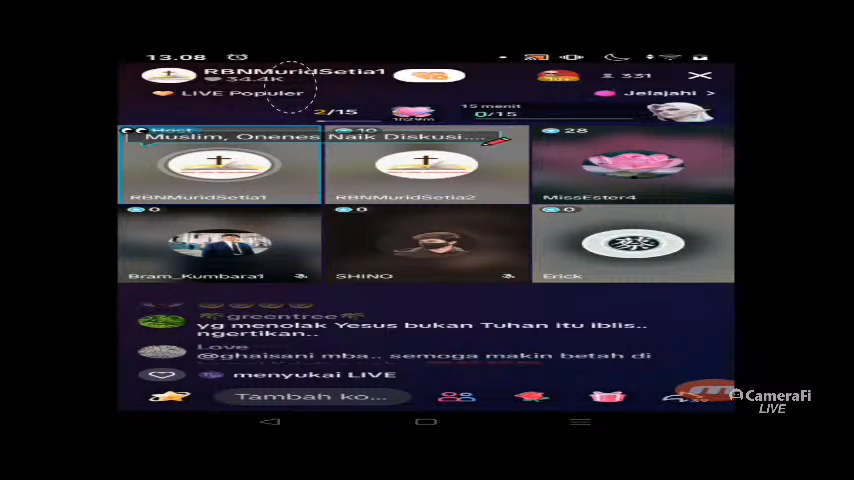 13.08
RBNMuridSetia1
34.4K
331
LIVE Populer
Jelajahi >
2/15
1h29m
15 menit
0/15
Host
10
28
Muslim, Onenes Naik Diskusi....
RBNMuridSetia1
RBNMuridSetia2
MissEster4
0
0
0
Bram_Kumbara1
SHINO
Erick
greentree
yg menolak Yesus bukan Tuhan itu iblis..
ngertikan..
Love
@ghaisani mba.. semoga makin betah di
menyukai LIVE
Tambah ko...
CameraFi
LIVE